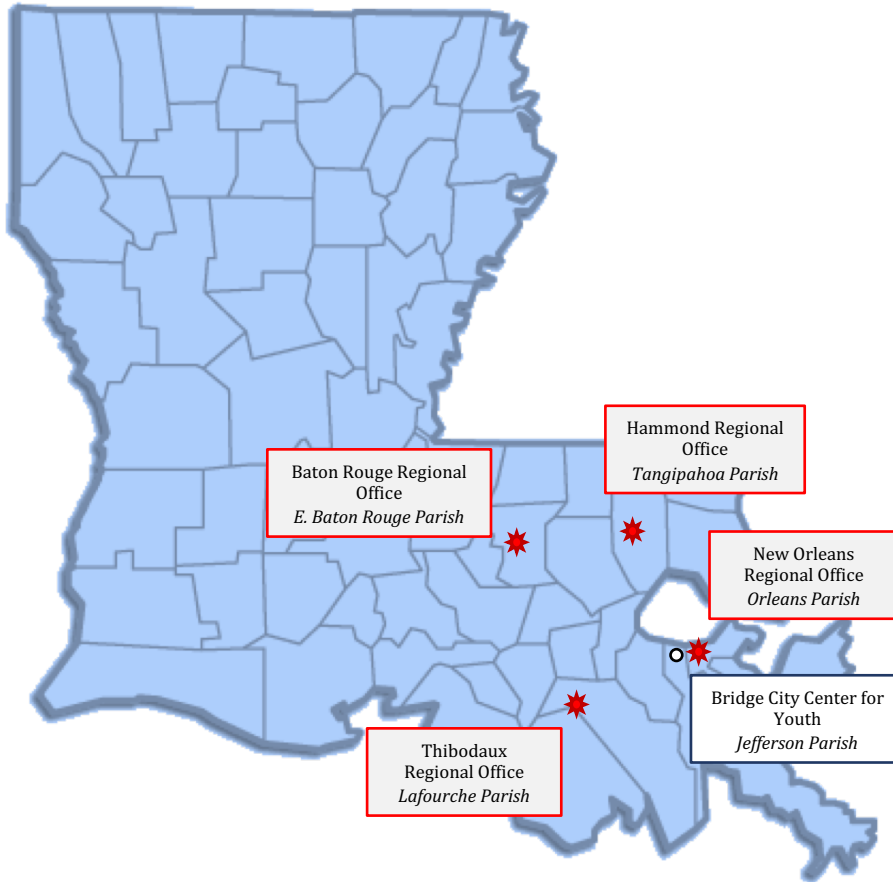 Hammond Regional
Office
Tangipahoa Parish
Baton Rouge Regional
Office
E. Baton Rouge Parish
New Orleans
Regional Office
Orleans Parish
Bridge City Center for
Youth
Jefferson Parish
Thibodaux
Regional Office
Lafourche Parish